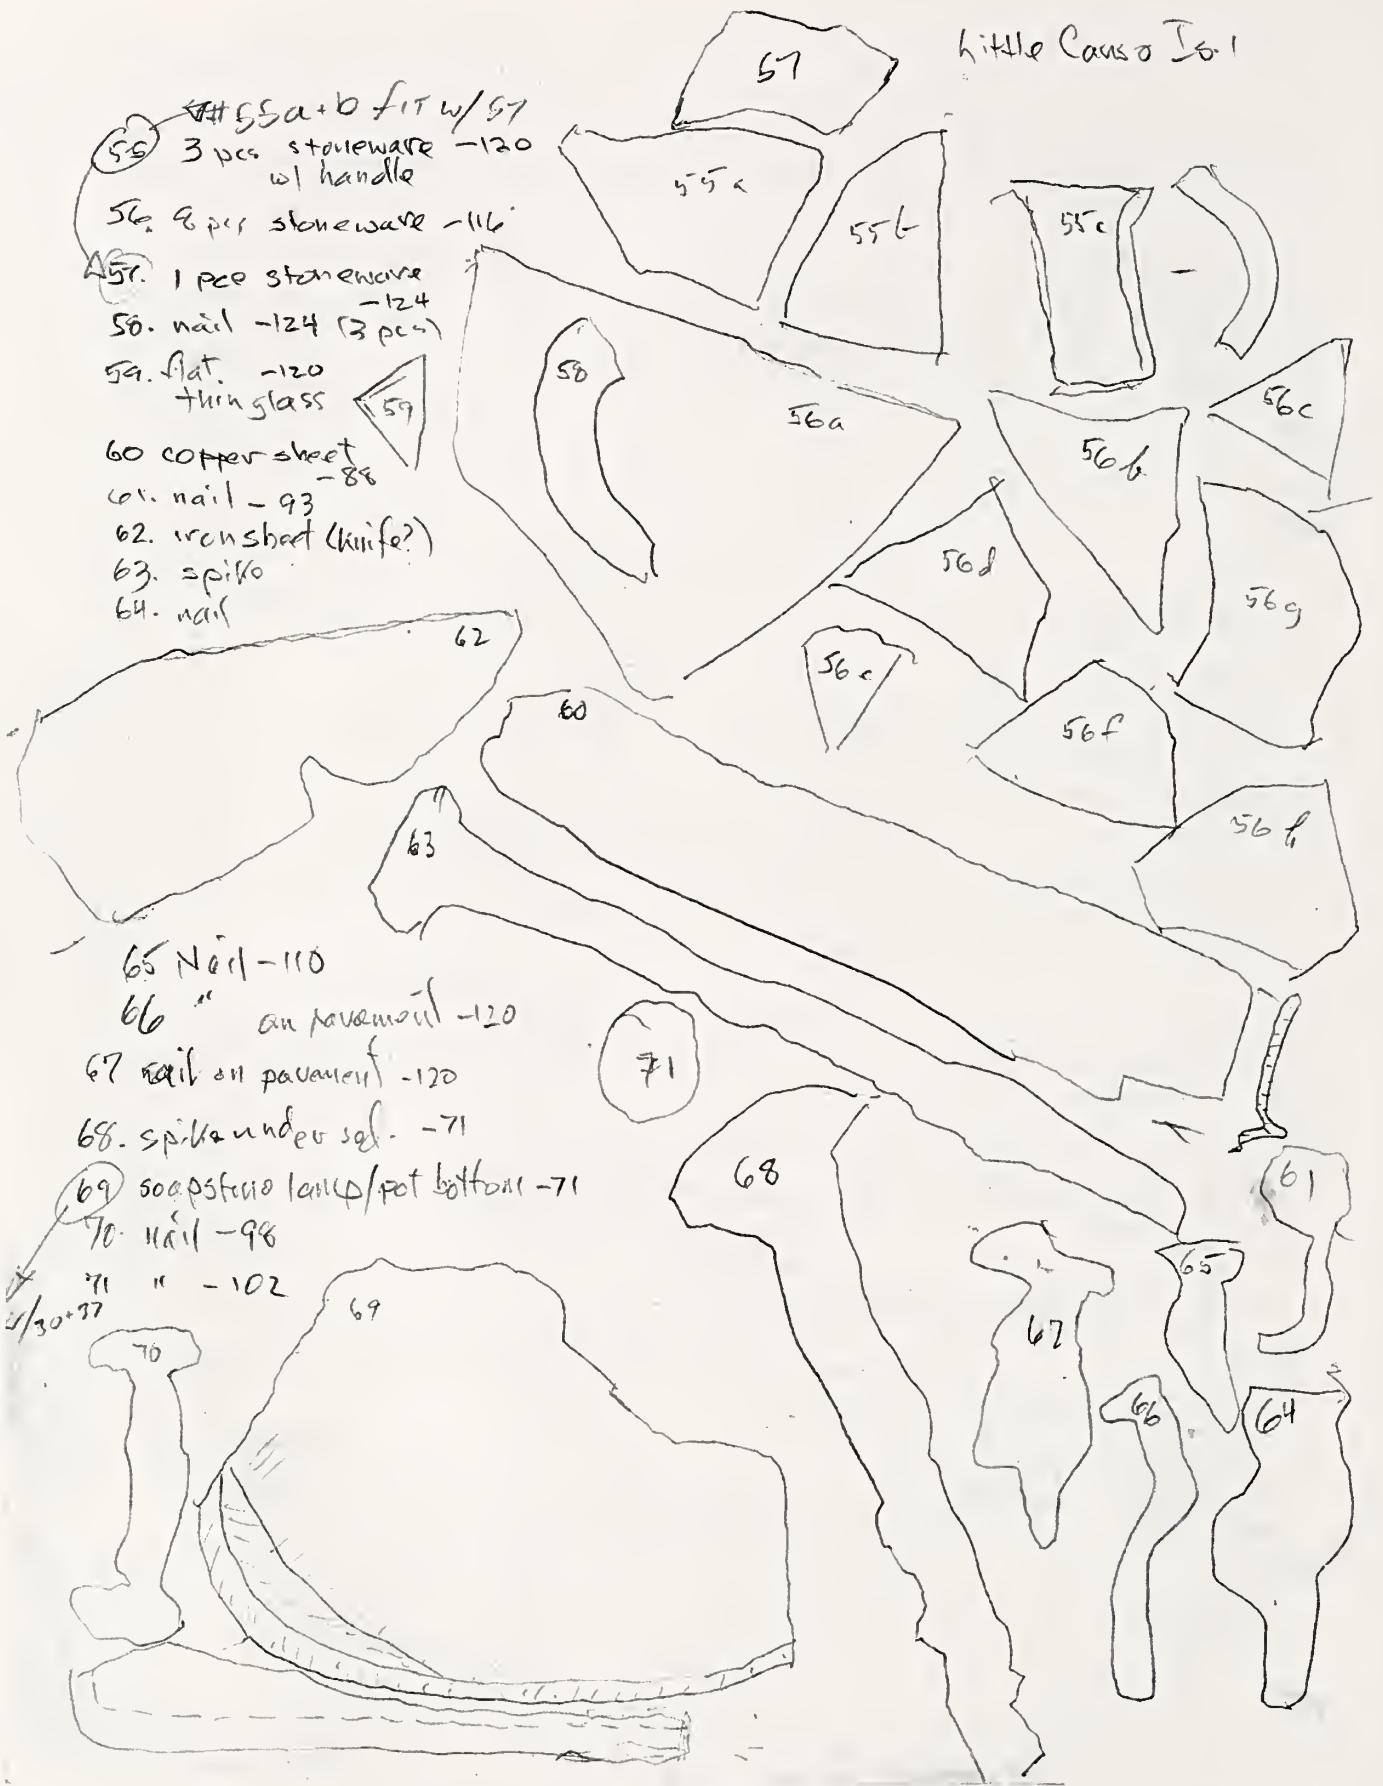 Little Canso Is. 1
#55a+b fit w/57
55 3 pcs stoneware -120
w/ handle
56. 8 pcs stoneware -116
57. 1 pce stoneware
-124
58. nail -124 (3 pcs)
59. flat. -120
thin glass
60 copper sheet
-88
61. nail - 93
62. iron sheet (knife?)
63. spike
64. nail
65 Nail -110
66 " on pavement -120
67 nail on pavement -120
68. spike under sod. -71
69 soapstone lamp/pot bottom -71
70. nail -98
71 " -102
w/30+37
57
55a
55b
55c
58
59
56a
56b
56c
56d
56e
56f
56g
56h
62
60
63
71
68
61
65
67
66
64
69
70